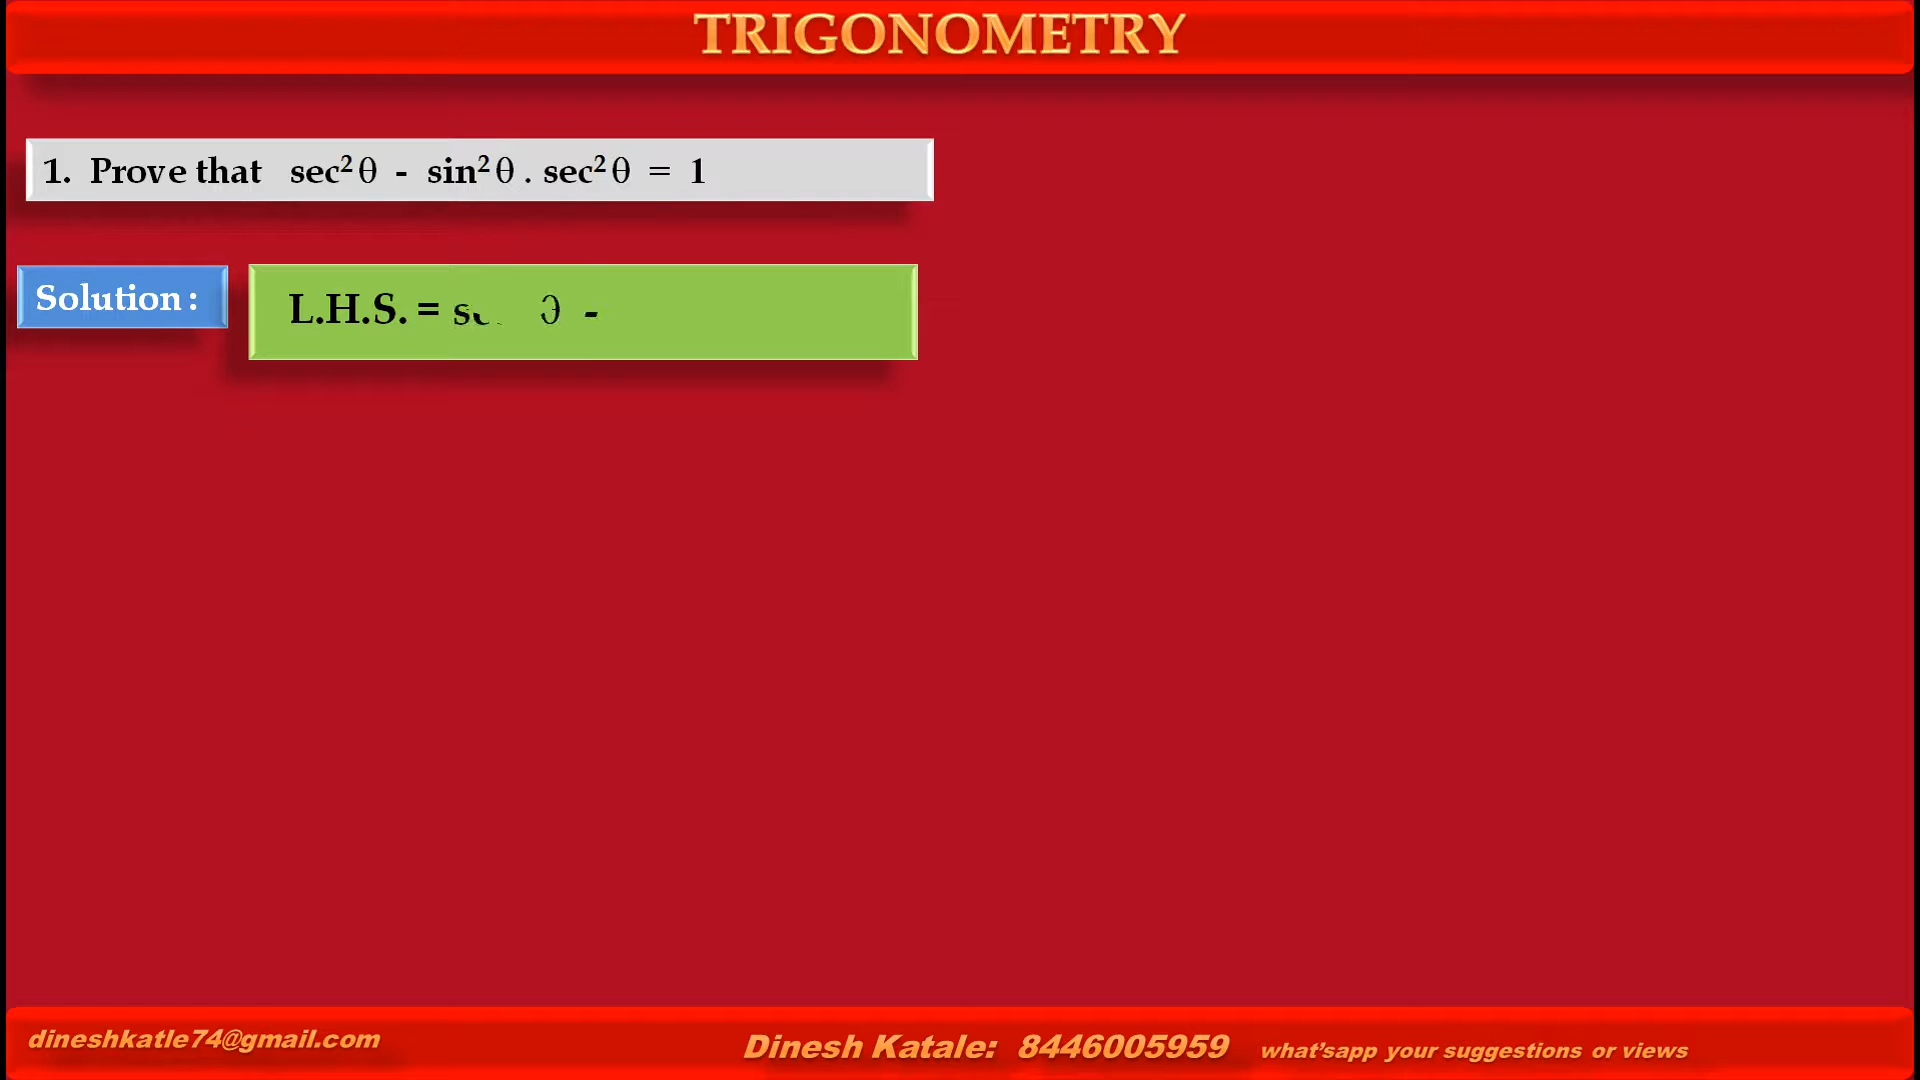 TRIGONOMETRY
1. Prove that sec²θ - sin²θ . sec²θ = 1
Solution :
L.H.S. = θ -
dineshkatle74@gmail.com
Dinesh Katale: 8446005959 what'sapp your suggestions or views